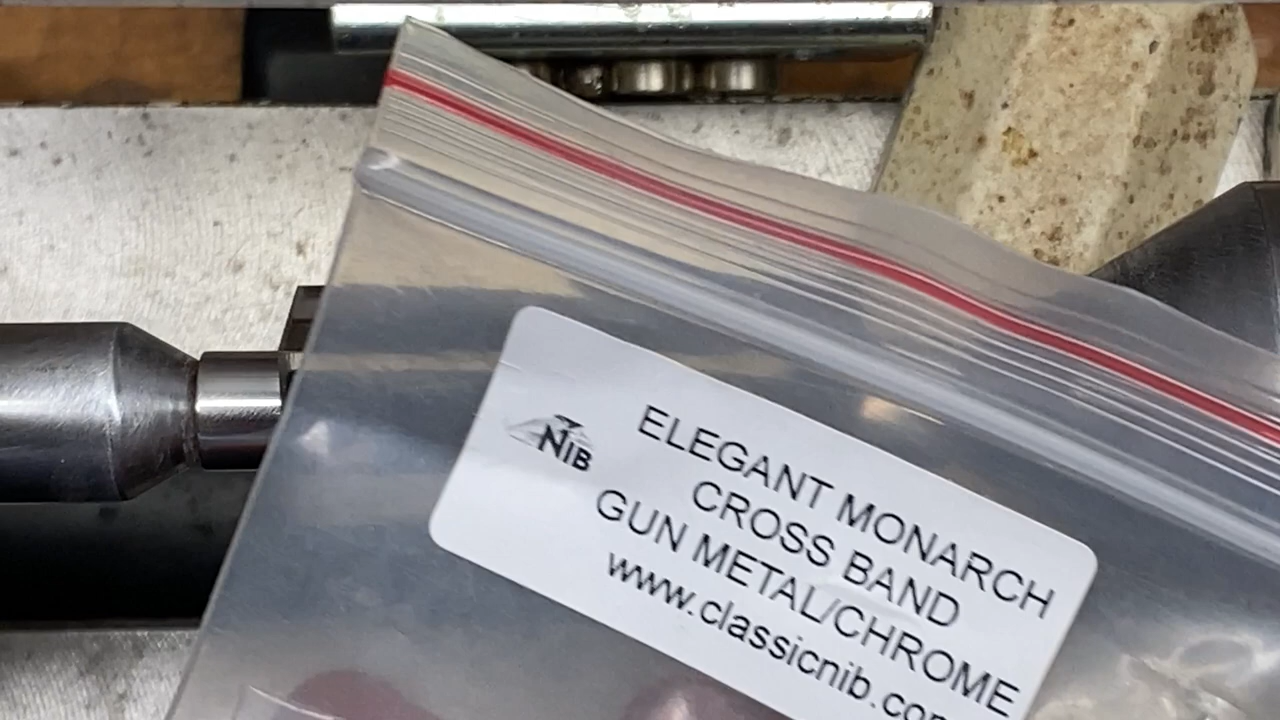 NIB
ELEGANT MONARCH
CROSS BAND
GUN METAL/CHROME
www.classicnib.com